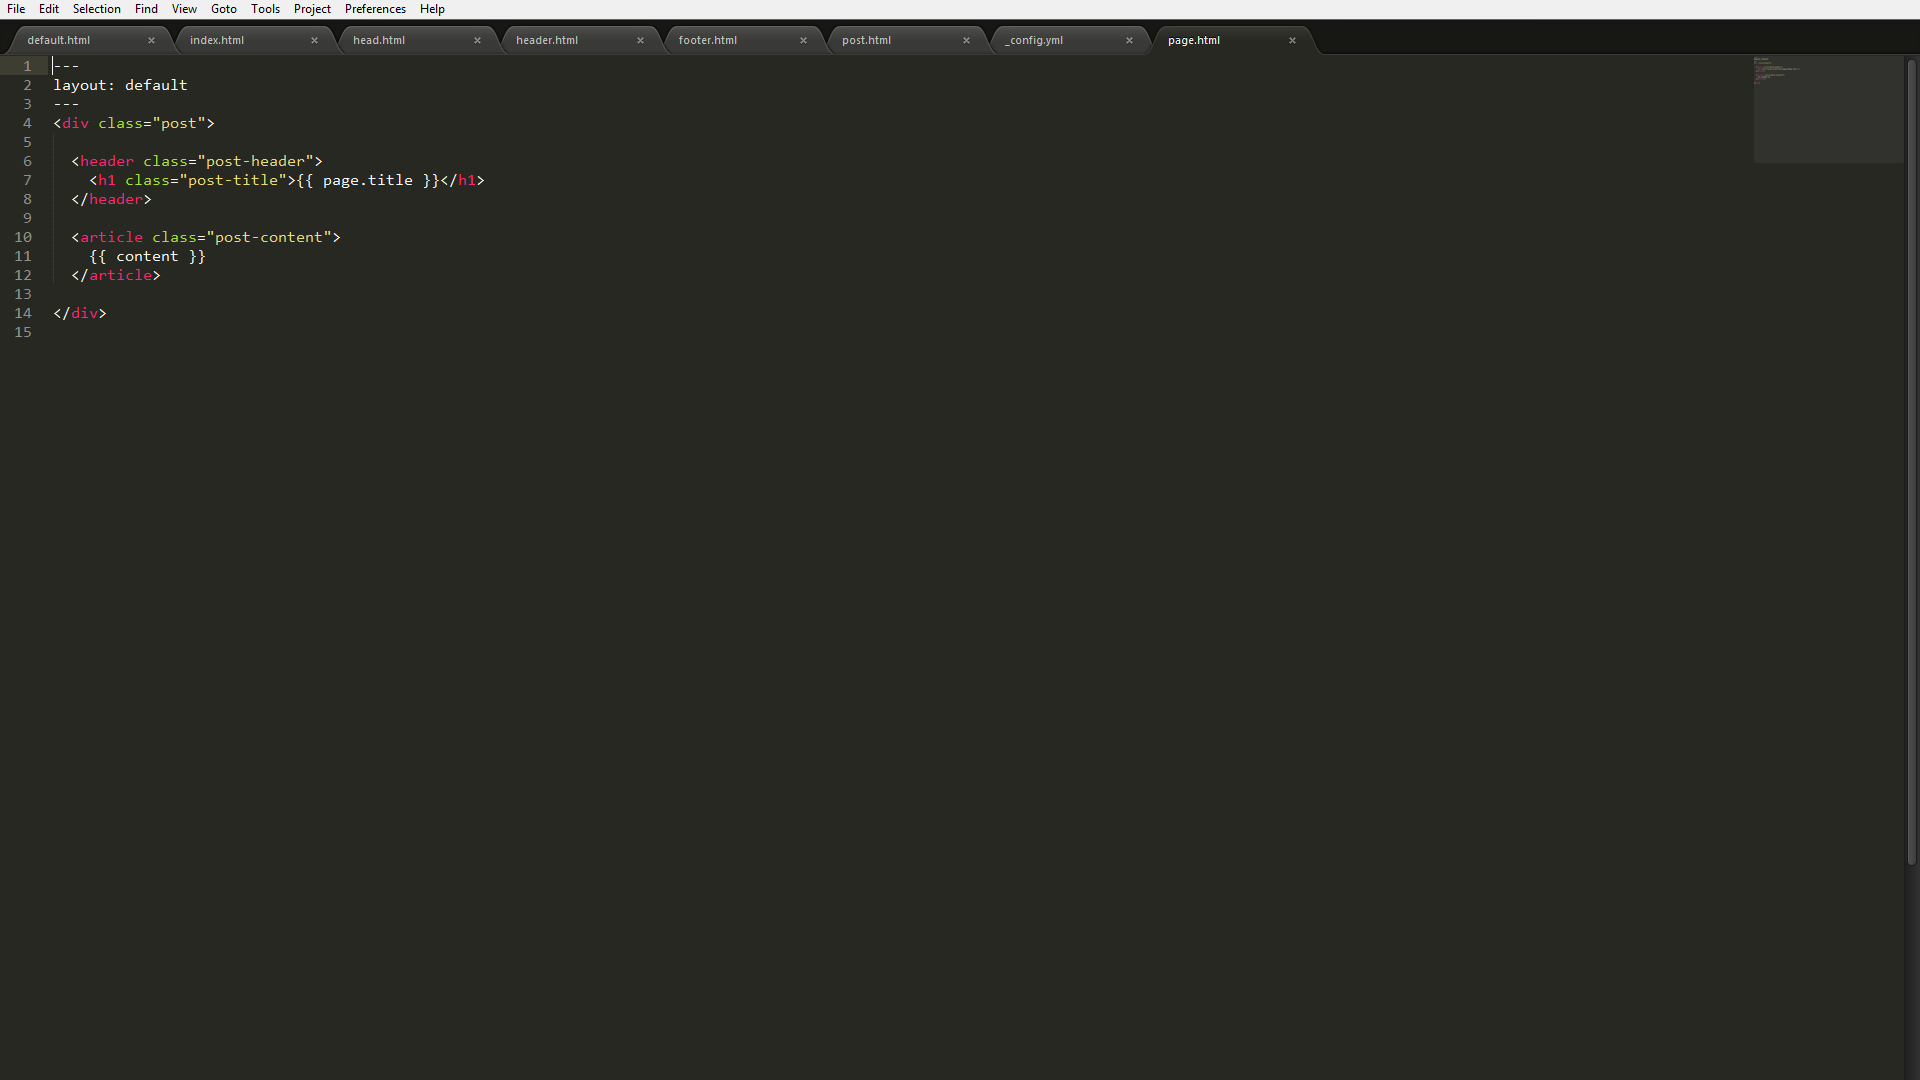 File Edit Selection Find View Goto Tools Project Preferences Help
default.html × index.html × head.html × header.html × footer.html × post.html × _config.yml × page.html ×
1 ---
2 layout: default
3 ---
4 <div class="post">
5
6   <header class="post-header">
7     <h1 class="post-title">{{ page.title }}</h1>
8   </header>
9
10   <article class="post-content">
11     {{ content }}
12   </article>
13
14 </div>
15